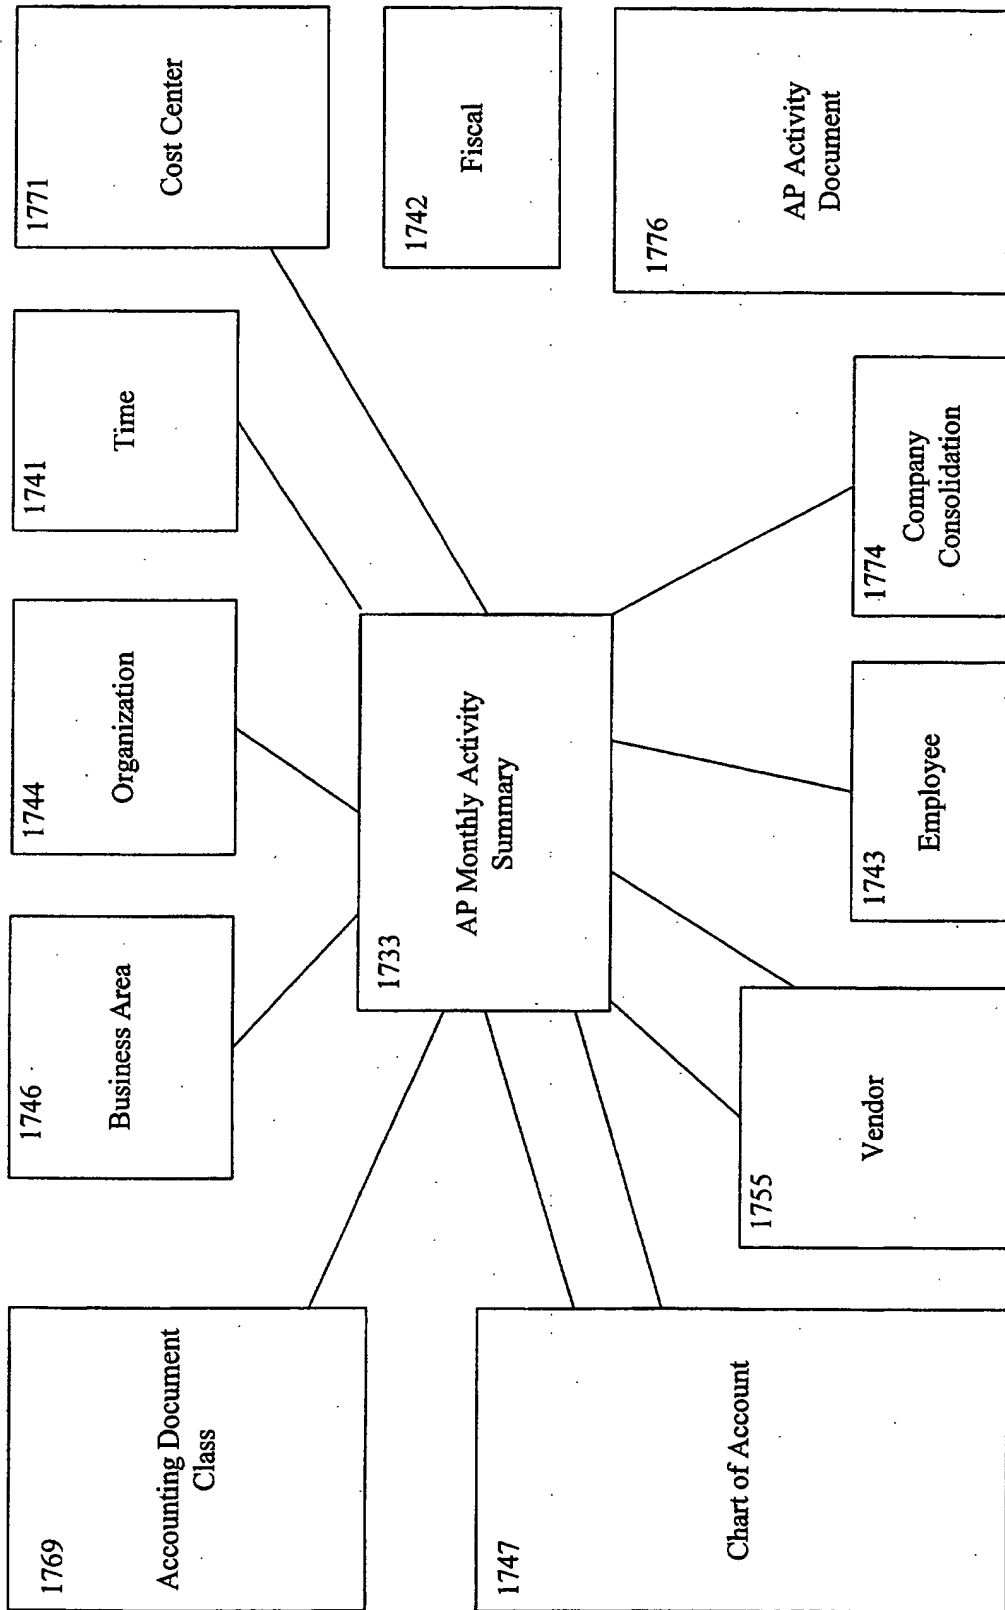 1769
Accounting Document
Class
1746
Business Area
1744
Organization
1741
Time
1771
Cost Center
1733
AP Monthly Activity
Summary
1742
Fiscal
1747
Chart of Account
1755
Vendor
1743
Employee
1774
Company
Consolidation
1776
AP Activity
Document